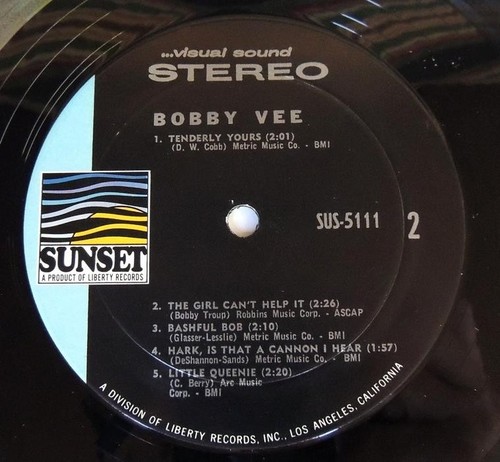 ...visual sound
STEREO
BOBBY VEE
1. TENDERLY YOURS (2:01)
(D. W. Cobb) Metric Music Co. - BMI
SUNSET
A PRODUCT OF LIBERTY RECORDS
SUS-5111
2
2. THE GIRL CAN'T HELP IT (2:26)
(Bobby Troup) Robbins Music Corp. - ASCAP
3. BASHFUL BOB (2:10)
(Glasser-Lesslie) Metric Music Co. - BMI
4. HARK, IS THAT A CANNON I HEAR (1:57)
(DeShannon-Sands) Metric Music Co. - BMI
5. LITTLE QUEENIE (2:20)
(C. Berry) Arc Music
Corp. - BMI
A DIVISION OF LIBERTY RECORDS, INC., LOS ANGELES, CALIFORNIA